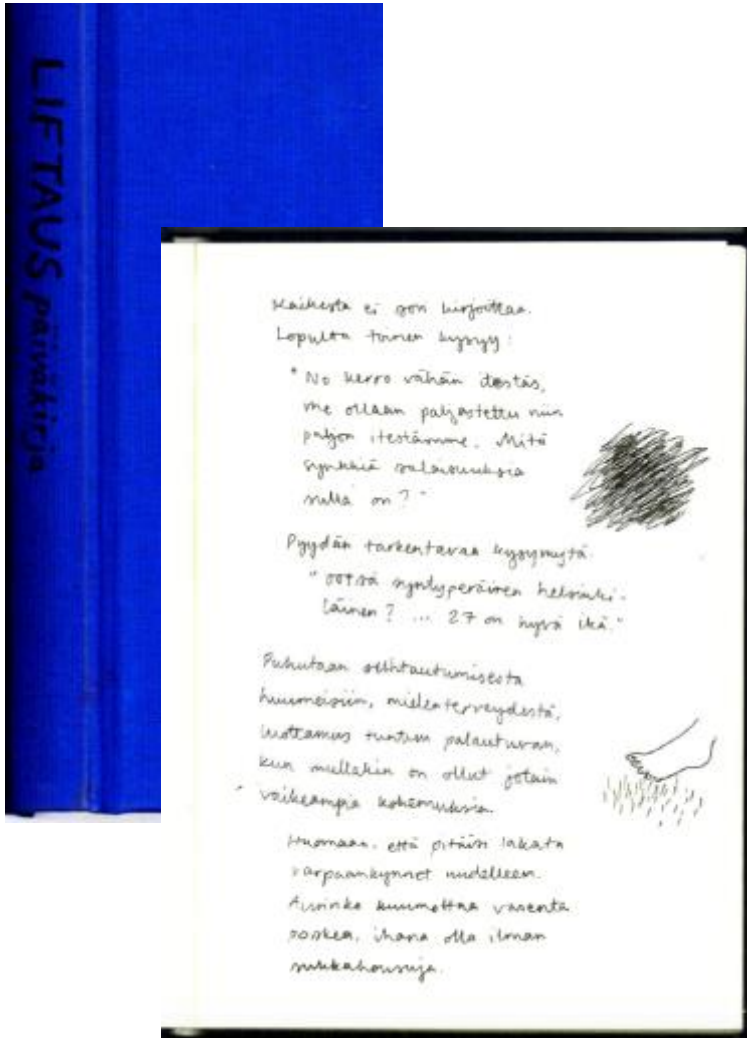 LIFTAUS päiväkirja
Kaikesta ei voi kirjoittaa.
Lopulta toinen kysyy:
"No kerro vähän itestäs,
me ollaan paljastettu niin
paljon itestämme. Mitä
synkkiä salaisuuksia
sulla on?"
Pyydän tarkentavaa kysymystä.
"ootsä syntyperäinen helsinki-
läinen? ... 27 on hyvä ikä."
Puhutaan suhtautumisesta
huumeisiin, mielenterveydestä,
luottamus tuntuu palautuvan,
kun mullakin on ollut jotain
vaikeampia kokemuksia.
Huomaan, että pitäisi lakata
varpaankynnet uudelleen.
Aurinko kuumottaa vasenta
poskea, ihana olla ilman
sukkahousuja.